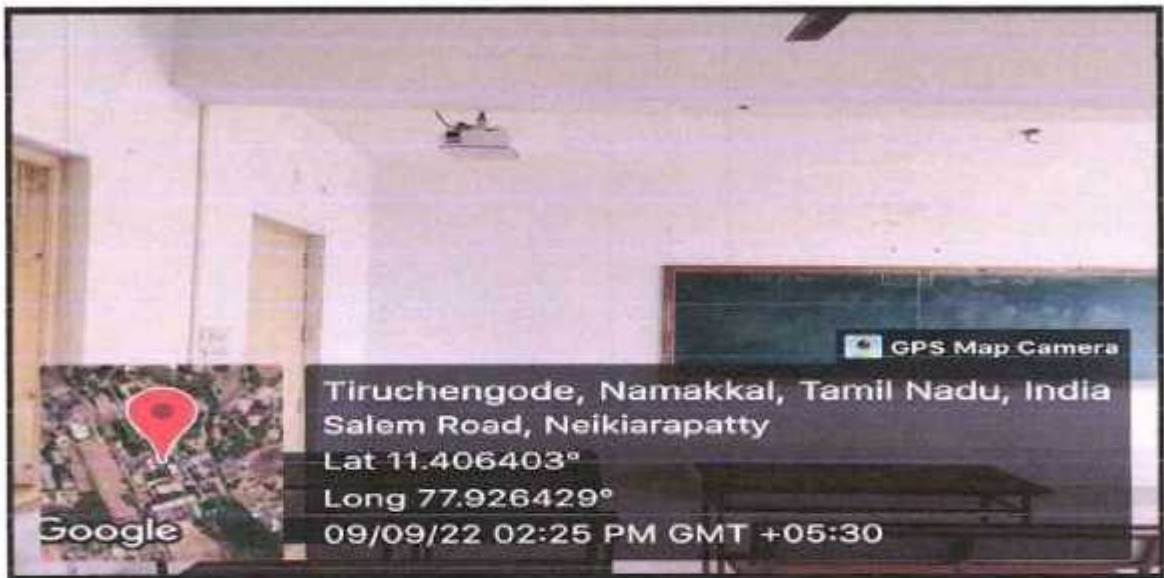 GPS Map Camera
Tiruchengode, Namakkal, Tamil Nadu, India
Salem Road, Neikiarapatty
Lat 11.406403°
Long 77.926429°
09/09/22 02:25 PM GMT +05:30
Google